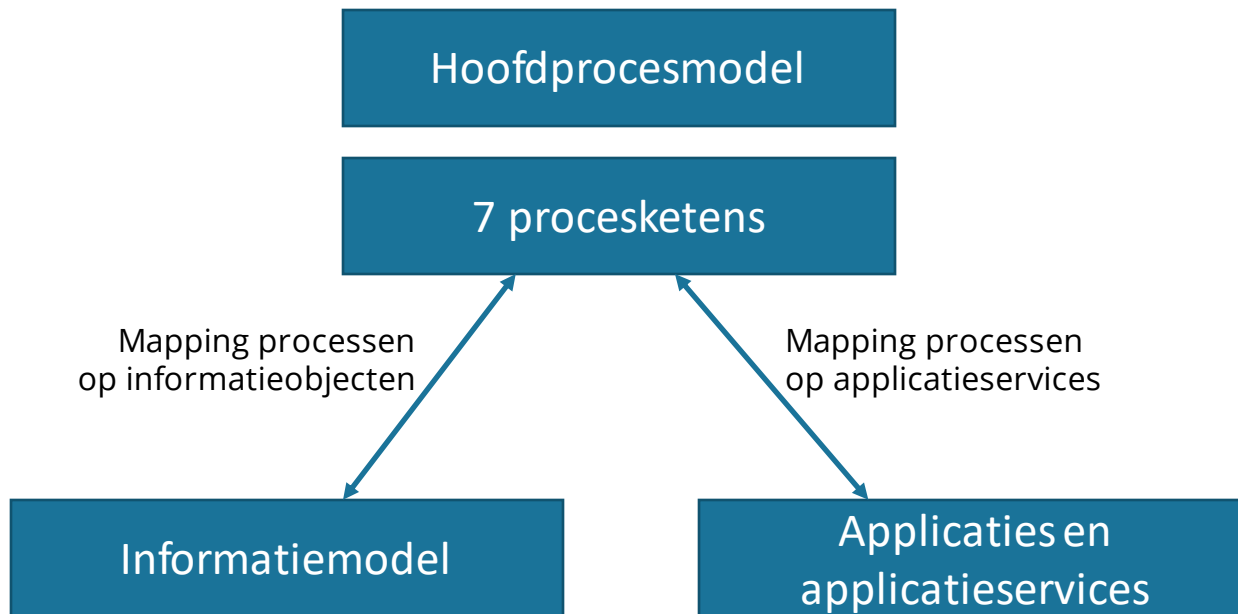 Hoofdprocesmodel
7 procesketens
Mapping processen
op informatieobjecten
Mapping processen
op applicatieservices
Informatiemodel
Applicaties en
applicatieservices